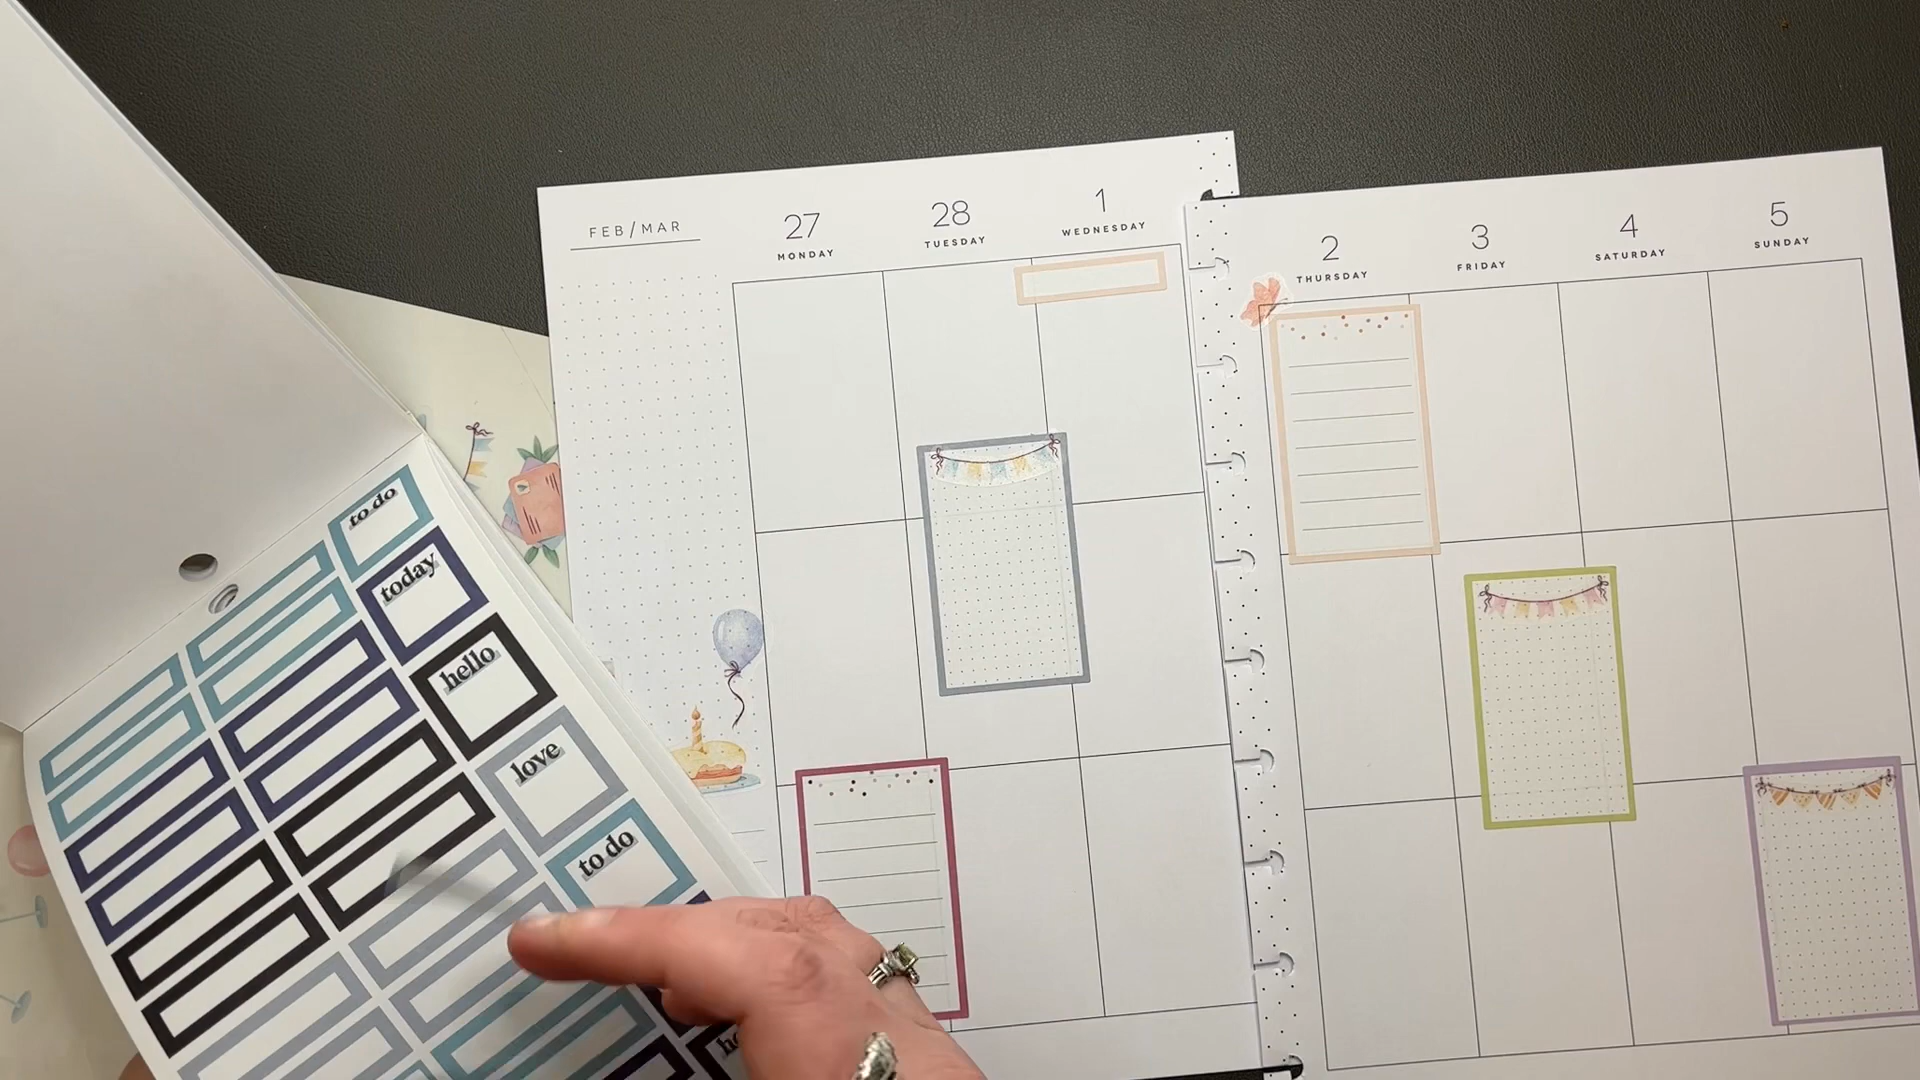 FEB/MAR
27
MONDAY
28
TUESDAY
1
WEDNESDAY
2
THURSDAY
3
FRIDAY
4
SATURDAY
5
SUNDAY
to do
today
hello
love
to do